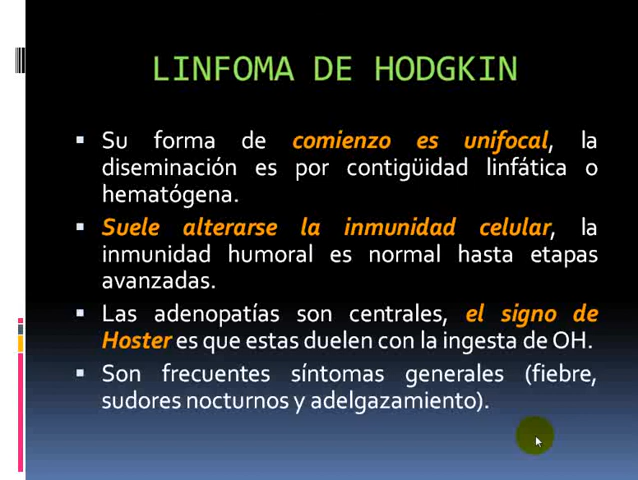 LINFOMA DE HODGKIN
Su forma de comienzo es unifocal, la
diseminación es por contigüidad linfática o
hematógena.
Suele alterarse la inmunidad celular, la
inmunidad humoral es normal hasta etapas
avanzadas.
Las adenopatías son centrales, el signo de
Hoster es que estas duelen con la ingesta de OH.
Son frecuentes síntomas generales (fiebre,
sudores nocturnos y adelgazamiento).